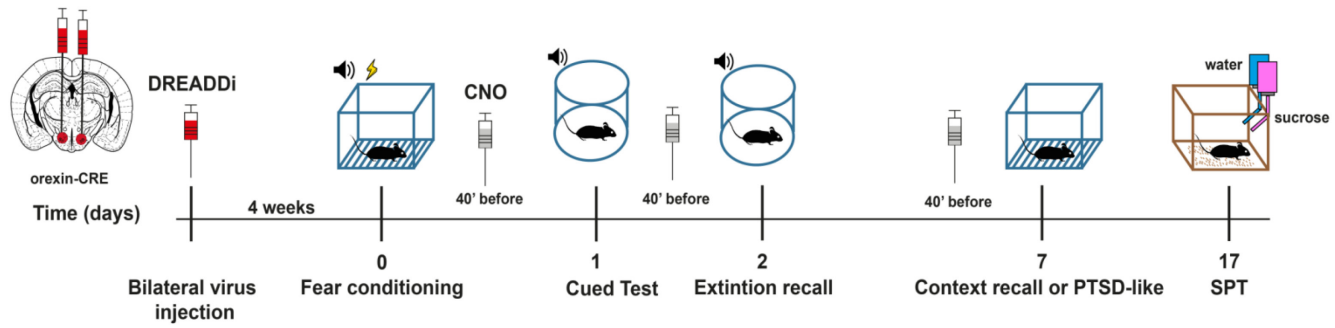 DREADDi
CNO
water
sucrose
orexin-CRE
Time (days)
4 weeks
40' before
40' before
40' before
0
1
2
7
17
Bilateral virus
injection
Fear conditioning
Cued Test
Extintion recall
Context recall or PTSD-like
SPT